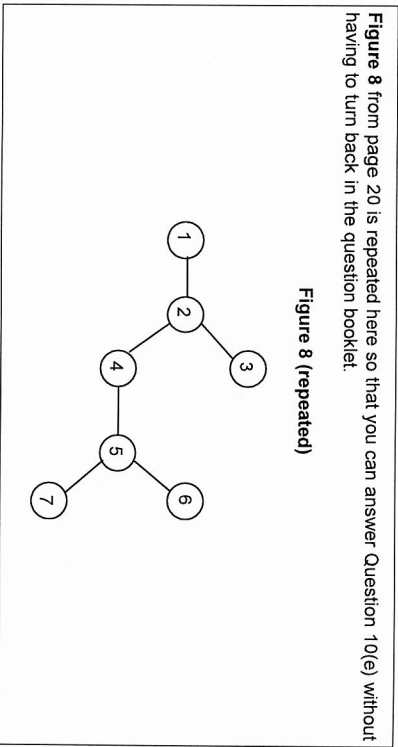 Figure 8 from page 20 is repeated here so that you can answer Question 10(e) without
having to turn back in the question booklet.
Figure 8 (repeated)
1
2
3
4
5
6
7